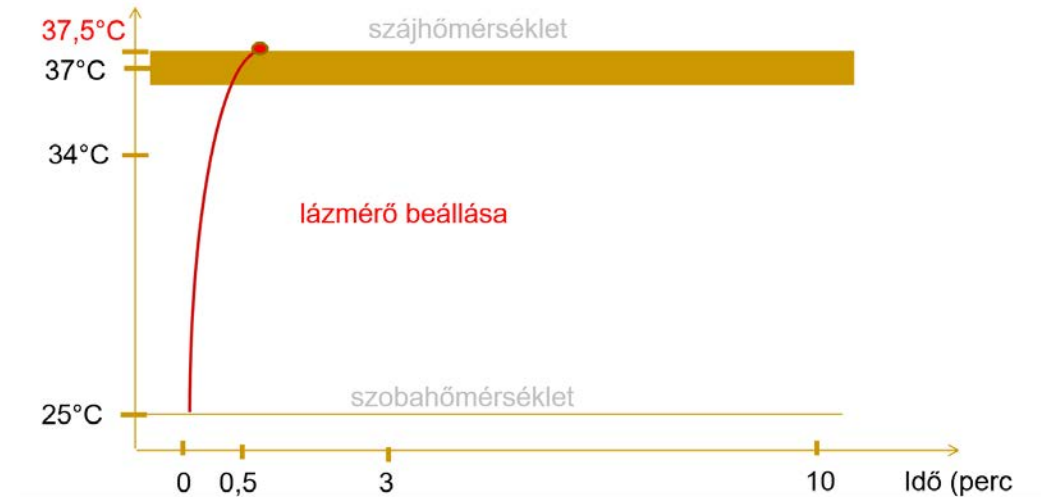 37,5°C
szájhőmérséklet
37°C
34°C
lázmérő beállása
szobahőmérséklet
25°C
0 0,5 3 10 Idő (perc